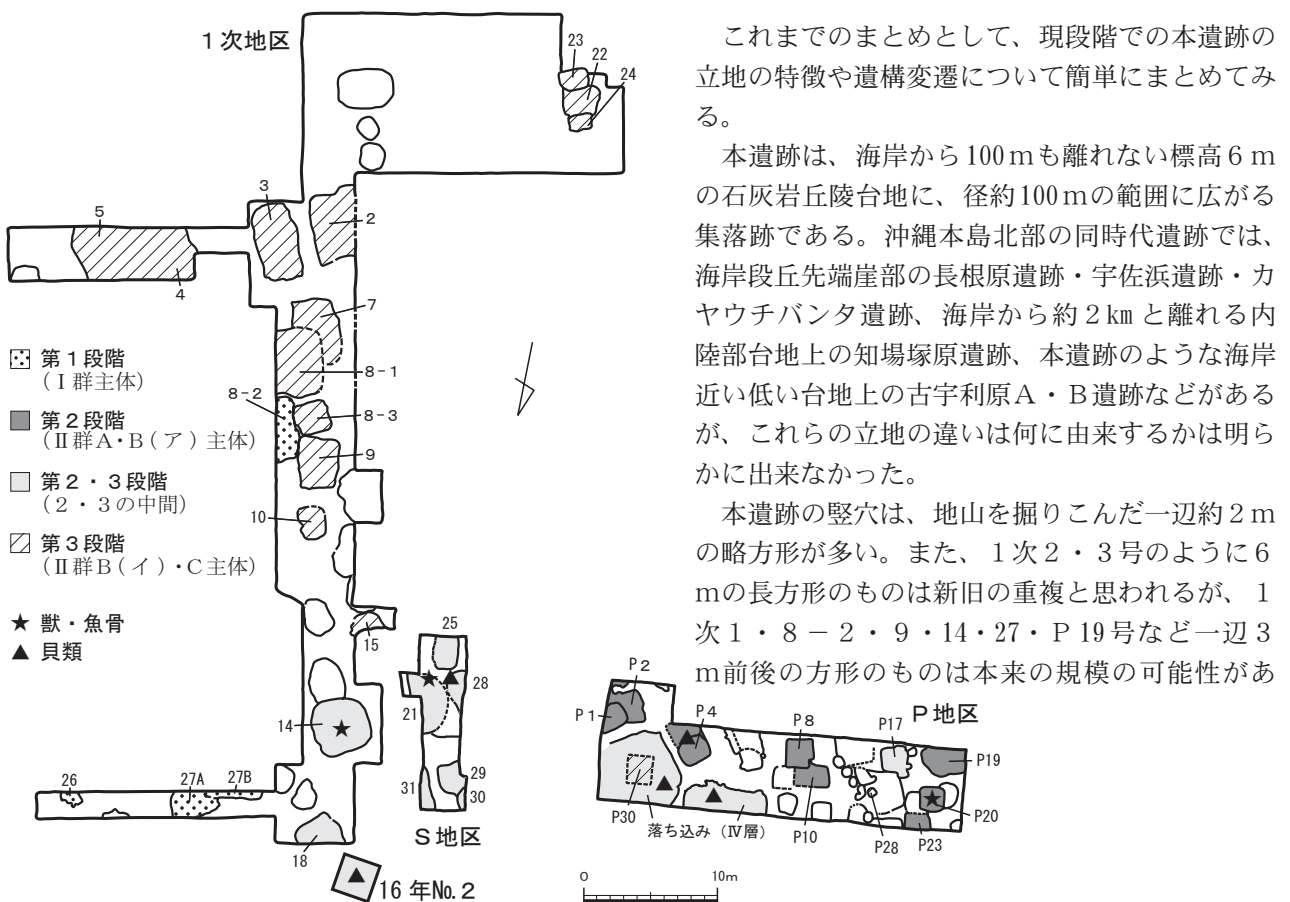 1次地区
23
22
24
3
2
5
4
7
8-1
8-2
8-3
9
10
15
14
26
27A
27B
18
第1段階
(Ⅰ群主体)
第2段階
(Ⅱ群A・B(ア)主体)
第2・3段階
(2・3の中間)
第3段階
(Ⅱ群B(イ)・C主体)
★ 獣・魚骨
▲ 貝類
25
28
21
29
31
30
S地区
16年No.2
P2
P1
P4
P8
P17
P地区
P19
P20
P30
落ち込み(Ⅳ層)
P10
P28
P23
0 10m
これまでのまとめとして、現段階での本遺跡の
立地の特徴や遺構変遷について簡単にまとめてみ
る。
本遺跡は、海岸から100mも離れない標高6m
の石灰岩丘陵台地に、径約100mの範囲に広がる
集落跡である。沖縄本島北部の同時代遺跡では、
海岸段丘先端崖部の長根原遺跡・宇佐浜遺跡・カ
ヤウチバンタ遺跡、海岸から約2㎞と離れる内
陸部台地上の知場塚原遺跡、本遺跡のような海岸
近い低い台地上の古宇利原A・B遺跡などがある
が、これらの立地の違いは何に由来するかは明ら
かに出来なかった。
本遺跡の竪穴は、地山を掘りこんだ一辺約2m
の略方形が多い。また、1次2・3号のように6
mの長方形のものは新旧の重複と思われるが、1
次1・8-2・9・14・27・P19号など一辺3
m前後の方形のものは本来の規模の可能性があ